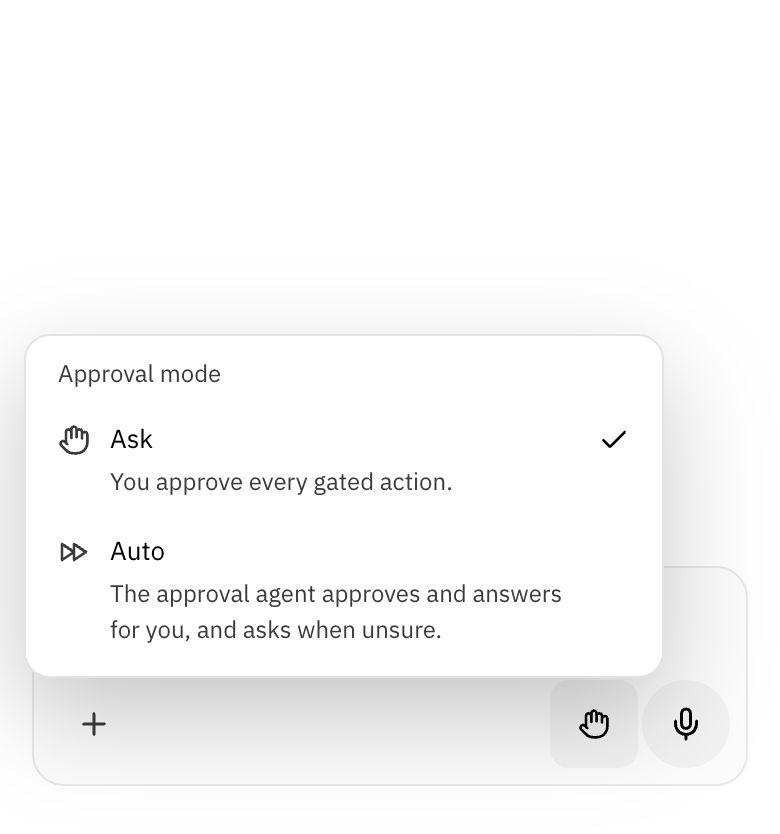 Approval mode
Ask
You approve every gated action.
Auto
The approval agent approves and answers
for you, and asks when unsure.